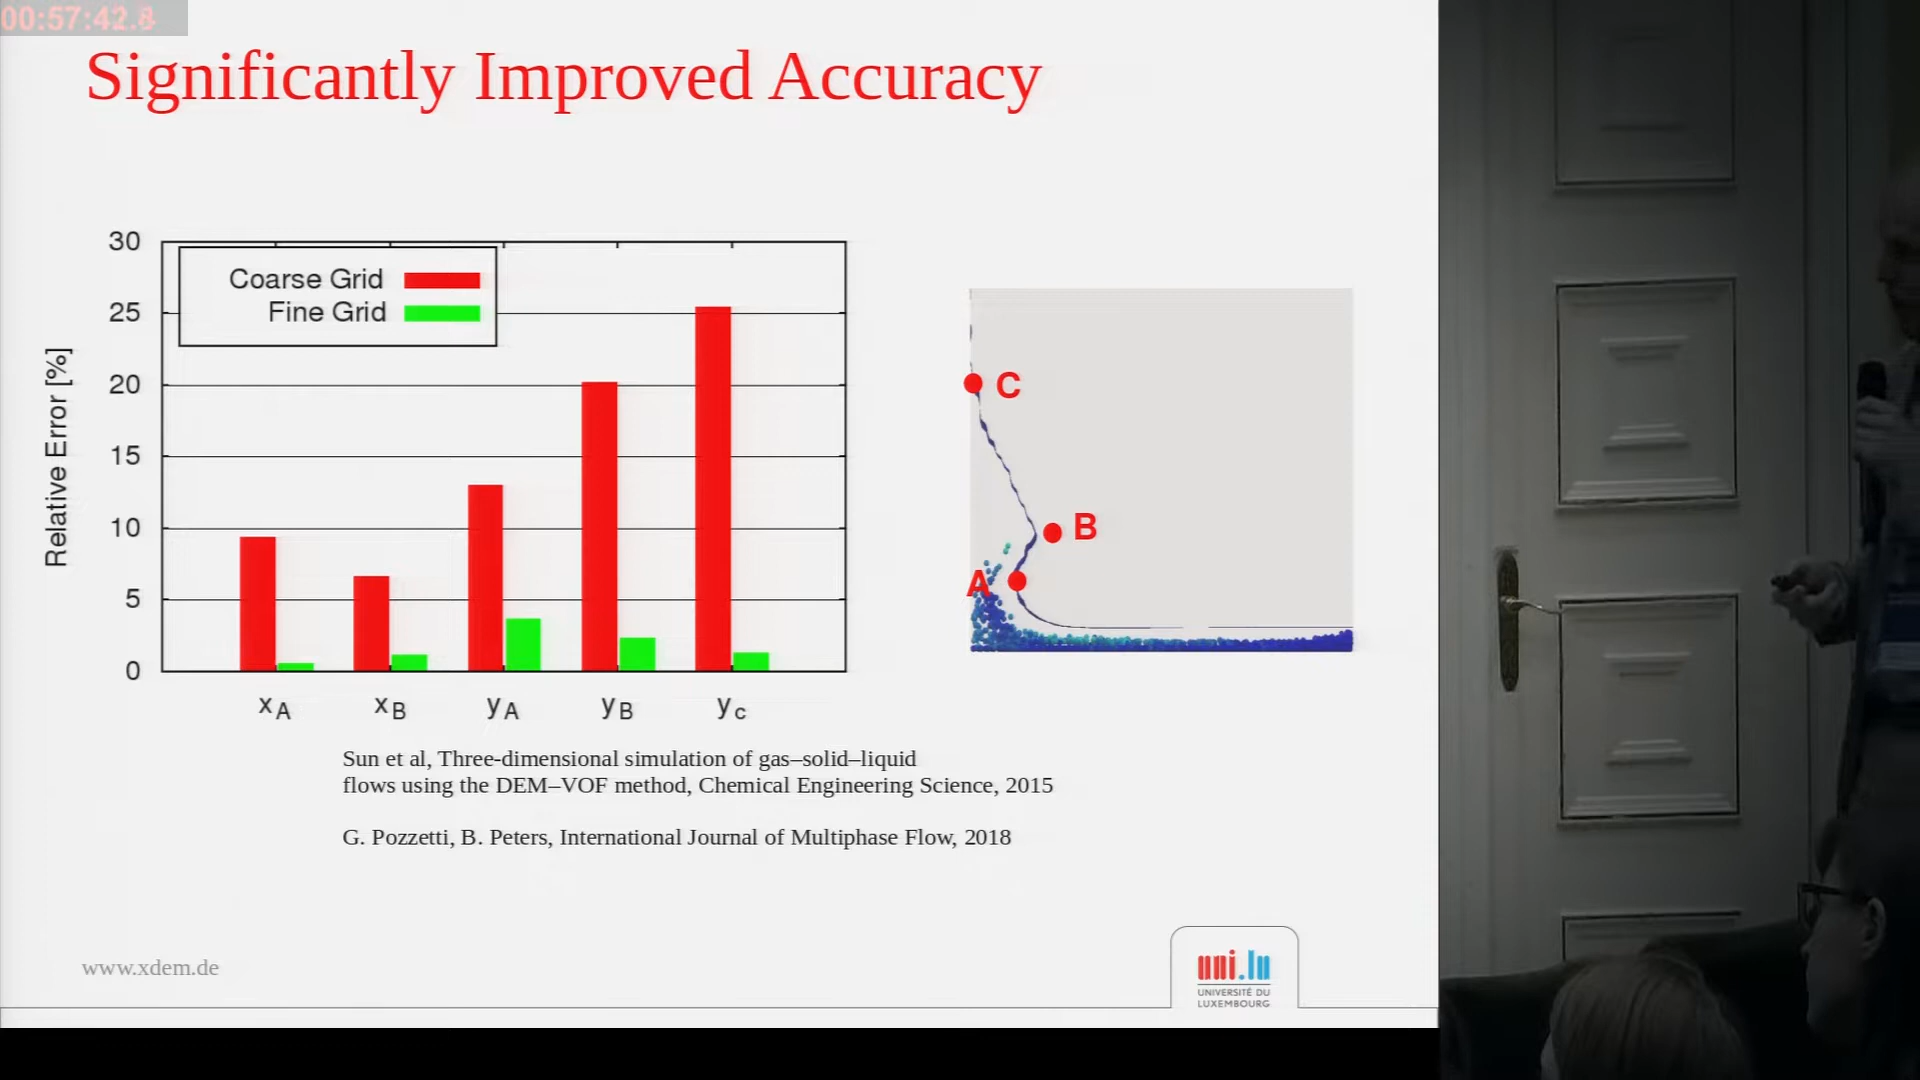 00:57:42.8
Significantly Improved Accuracy
30
25
20
15
10
5
0
Relative Error [%]
Coarse Grid
Fine Grid
xA
xB
yA
yB
yc
C
B
A
Sun et al, Three-dimensional simulation of gas–solid–liquid
flows using the DEM–VOF method, Chemical Engineering Science, 2015
G. Pozzetti, B. Peters, International Journal of Multiphase Flow, 2018
www.xdem.de
uni.lu
UNIVERSITÉ DU
LUXEMBOURG